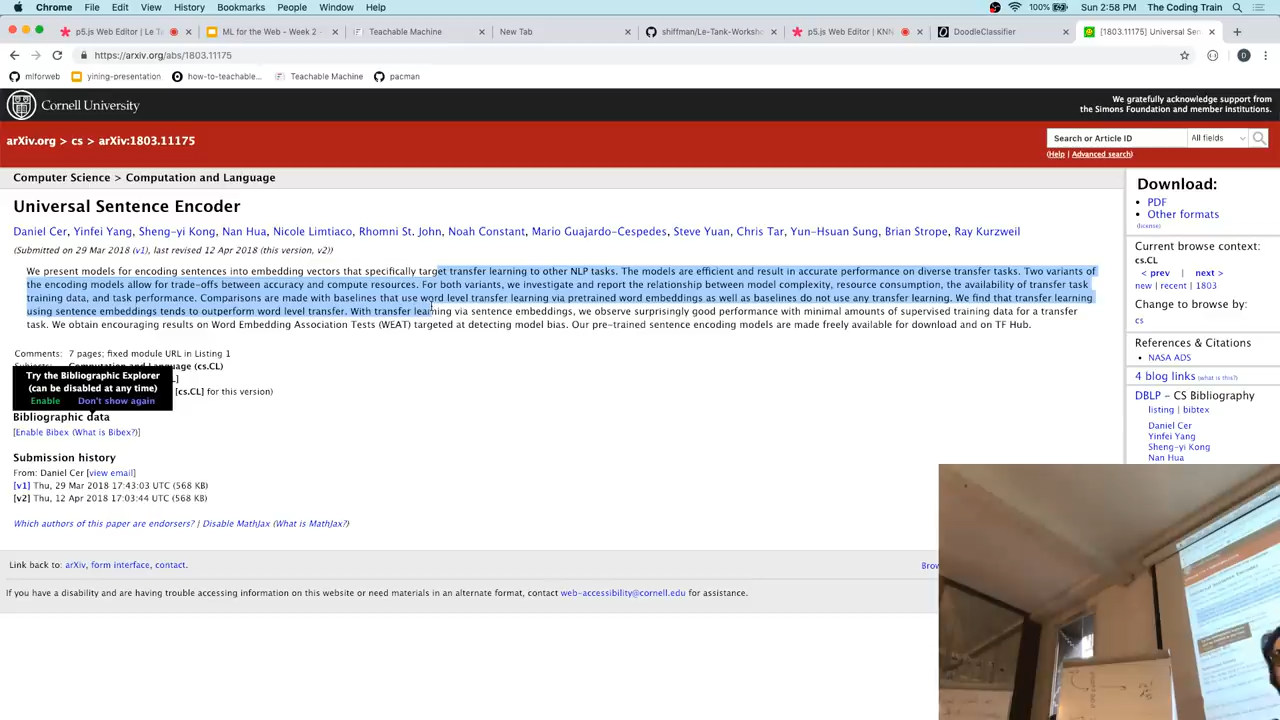 Chrome File Edit View History Bookmarks People Window Help 100% Sun 2:58 PM The Coding Train
p5.js Web Editor | Le Ta ML for the Web - Week 2 - Teachable Machine New Tab shiffman/Le-Tank-Worksho p5.js Web Editor | KNN DoodleClassifier [1803.11175] Universal Sen
https://arxiv.org/abs/1803.11175
mlforweb yining-presentation how-to-teachable... Teachable Machine pacman
Cornell University
We gratefully acknowledge support from
the Simons Foundation and member institutions.
arXiv.org > cs > arXiv:1803.11175
Search or Article ID All fields
(Help | Advanced search)
Computer Science > Computation and Language
Universal Sentence Encoder
Daniel Cer, Yinfei Yang, Sheng-yi Kong, Nan Hua, Nicole Limtiaco, Rhomni St. John, Noah Constant, Mario Guajardo-Cespedes, Steve Yuan, Chris Tar, Yun-Hsuan Sung, Brian Strope, Ray Kurzweil
(Submitted on 29 Mar 2018 (v1), last revised 12 Apr 2018 (this version, v2))
We present models for encoding sentences into embedding vectors that specifically target transfer learning to other NLP tasks. The models are efficient and result in accurate performance on diverse transfer tasks. Two variants of
the encoding models allow for trade-offs between accuracy and compute resources. For both variants, we investigate and report the relationship between model complexity, resource consumption, the availability of transfer task
training data, and task performance. Comparisons are made with baselines that use word level transfer learning via pretrained word embeddings as well as baselines do not use any transfer learning. We find that transfer learning
using sentence embeddings tends to outperform word level transfer. With transfer learning via sentence embeddings, we observe surprisingly good performance with minimal amounts of supervised training data for a transfer
task. We obtain encouraging results on Word Embedding Association Tests (WEAT) targeted at detecting model bias. Our pre-trained sentence encoding models are made freely available for download and on TF Hub.
Comments: 7 pages; fixed module URL in Listing 1
Subjects: Computation and Language (cs.CL)
[cs.CL] for this version)
Try the Bibliographic Explorer
(can be disabled at any time)
Enable Don't show again
Bibliographic data
[Enable Bibex (What is Bibex?)]
Submission history
From: Daniel Cer [view email]
[v1] Thu, 29 Mar 2018 17:43:03 UTC (568 KB)
[v2] Thu, 12 Apr 2018 17:03:44 UTC (568 KB)
Which authors of this paper are endorsers? | Disable MathJax (What is MathJax?)
Link back to: arXiv, form interface, contact.
Brow
If you have a disability and are having trouble accessing information on this website or need materials in an alternate format, contact web-accessibility@cornell.edu for assistance.
Download:
PDF
Other formats
(license)
Current browse context:
cs.CL
< prev | next >
new | recent | 1803
Change to browse by:
cs
References & Citations
NASA ADS
4 blog links (what is this?)
DBLP - CS Bibliography
listing | bibtex
Daniel Cer
Yinfei Yang
Sheng-yi Kong
Nan Hua